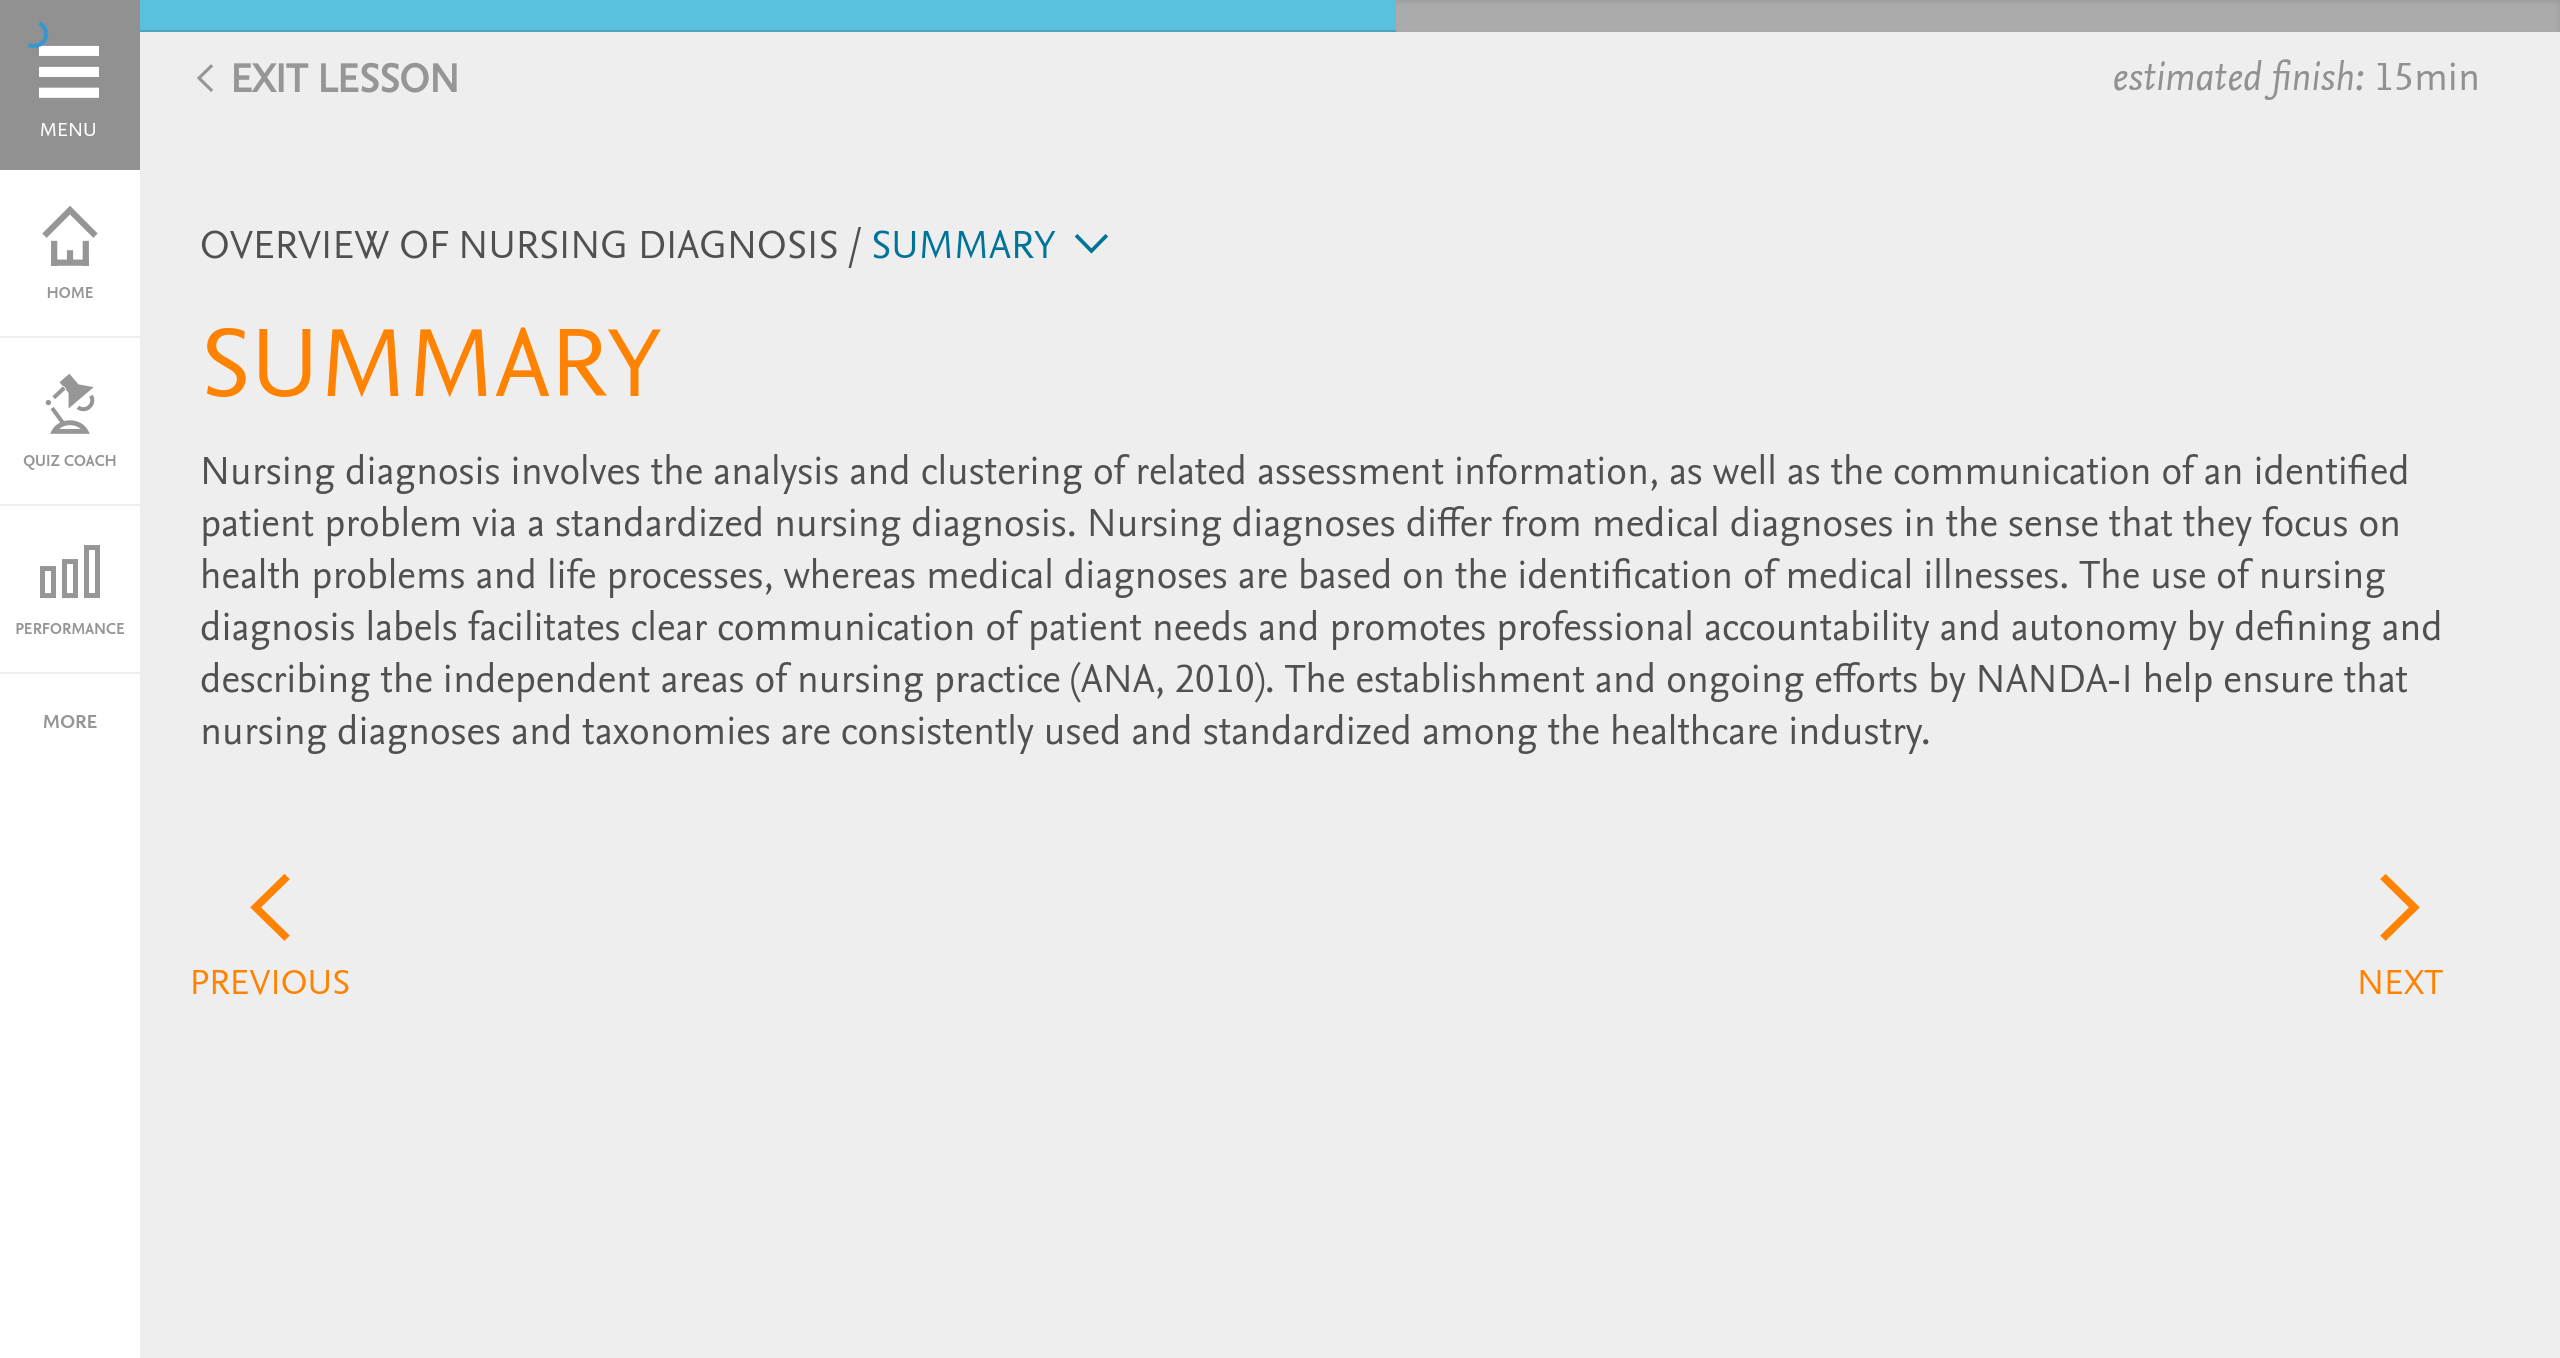 MENU
EXIT LESSON
estimated finish: 15min
HOME
QUIZ COACH
PERFORMANCE
MORE
OVERVIEW OF NURSING DIAGNOSIS / SUMMARY
SUMMARY
Nursing diagnosis involves the analysis and clustering of related assessment information, as well as the communication of an identified
patient problem via a standardized nursing diagnosis. Nursing diagnoses differ from medical diagnoses in the sense that they focus on
health problems and life processes, whereas medical diagnoses are based on the identification of medical illnesses. The use of nursing
diagnosis labels facilitates clear communication of patient needs and promotes professional accountability and autonomy by defining and
describing the independent areas of nursing practice (ANA, 2010). The establishment and ongoing efforts by NANDA-I help ensure that
nursing diagnoses and taxonomies are consistently used and standardized among the healthcare industry.
PREVIOUS
NEXT